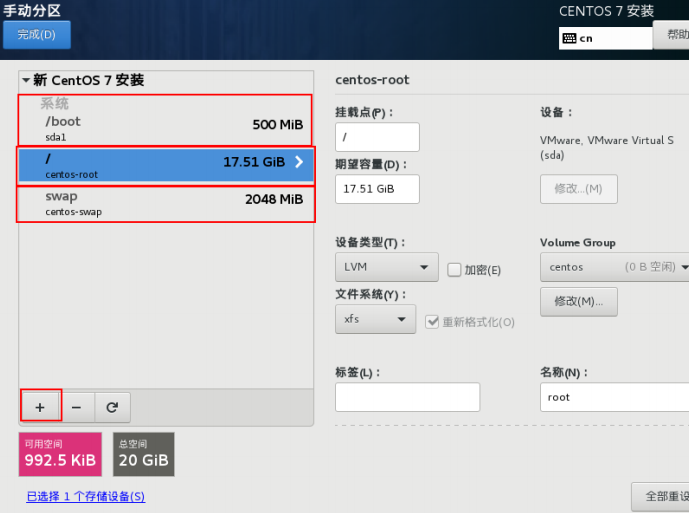 手动分区
完成(D)
CENTOS 7 安装
cn
帮助
新 CentOS 7 安装
系统
/boot
500 MiB
sda1
/
17.51 GiB
centos-root
swap
2048 MiB
centos-swap
+
−
可用空间
992.5 KiB
总空间
20 GiB
已选择 1 个存储设备(S)
centos-root
挂载点(P)：
/
期望容量(D)：
17.51 GiB
设备：
VMware, VMware Virtual S
(sda)
修改...(M)
设备类型(T)：
LVM
加密(E)
文件系统(Y)：
xfs
重新格式化(O)
Volume Group
centos
(0 B 空闲)
修改(M)...
标签(L)：
名称(N)：
root
全部重设